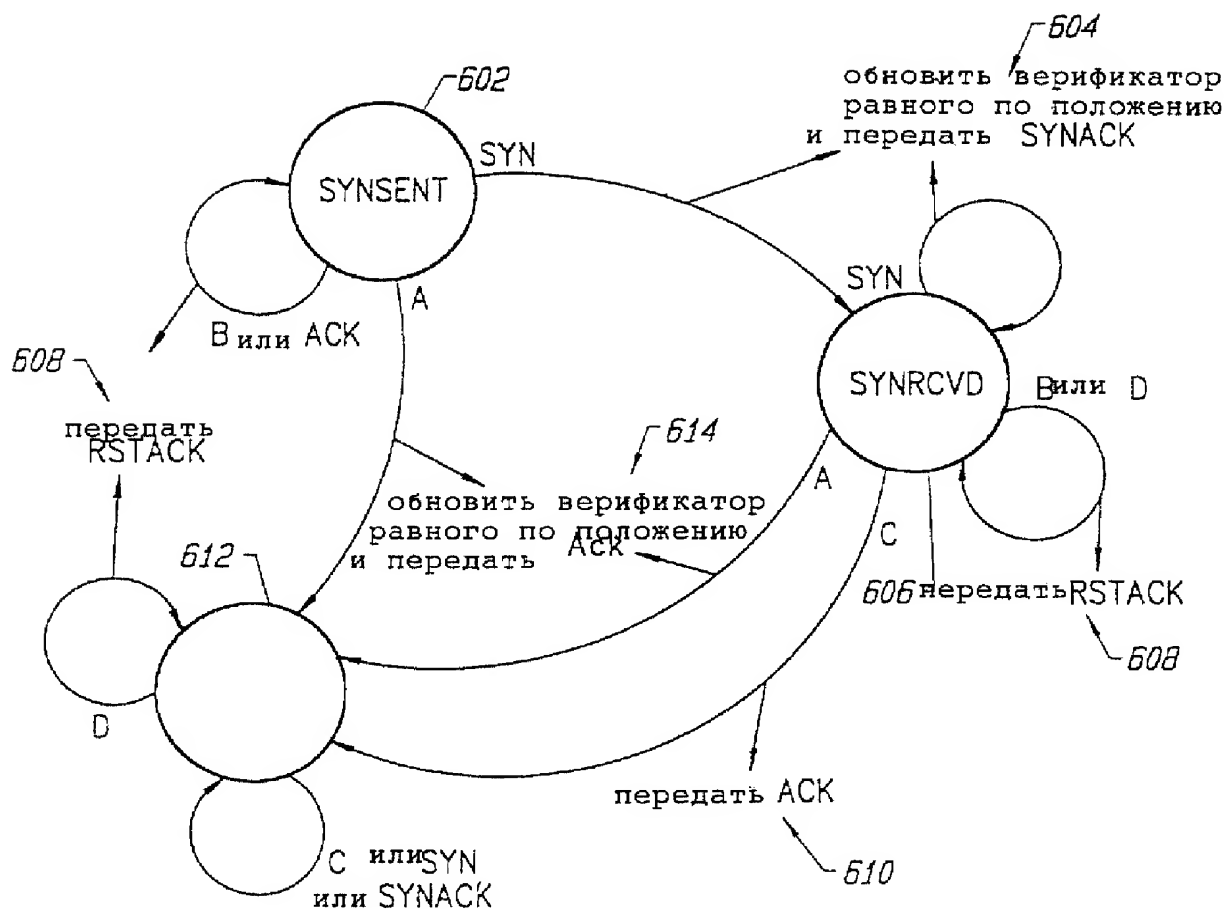 604
обновить верификатор
равного по положению
и передать SYNACK
602
SYN
SYNSENT
A
B или ACK
SYN
SYNRCVD
B или D
608
передать
RSTACK
614
обновить верификатор
равного по положению
и передать Ack
A
C
612
606 передать RSTACK
608
D
передать ACK
610
C или SYN
или SYNACK